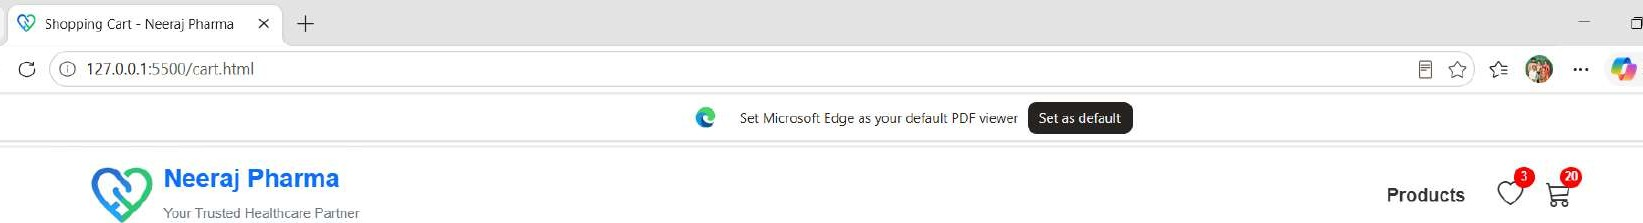 Shopping Cart - Neeraj Pharma
127.0.0.1:5500/cart.html
Set Microsoft Edge as your default PDF viewer Set as default
Neeraj Pharma
Your Trusted Healthcare Partner
Products 3 20